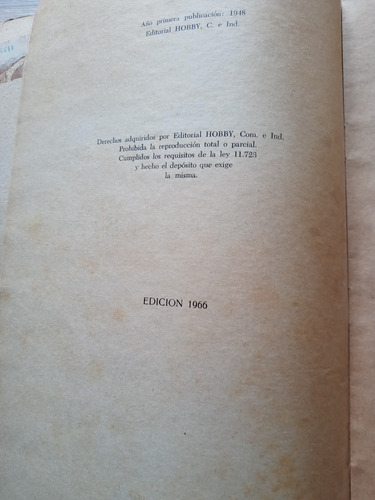 Año primera publicación: 1948
Editorial HOBBY, C. e Ind.
Derechos adquiridos por Editorial HOBBY, Com. e Ind.
Prohibida la reproducción total o parcial.
Cumplidos los requisitos de la ley 11.723
y hecho el depósito que exige
la misma.
EDICION 1966